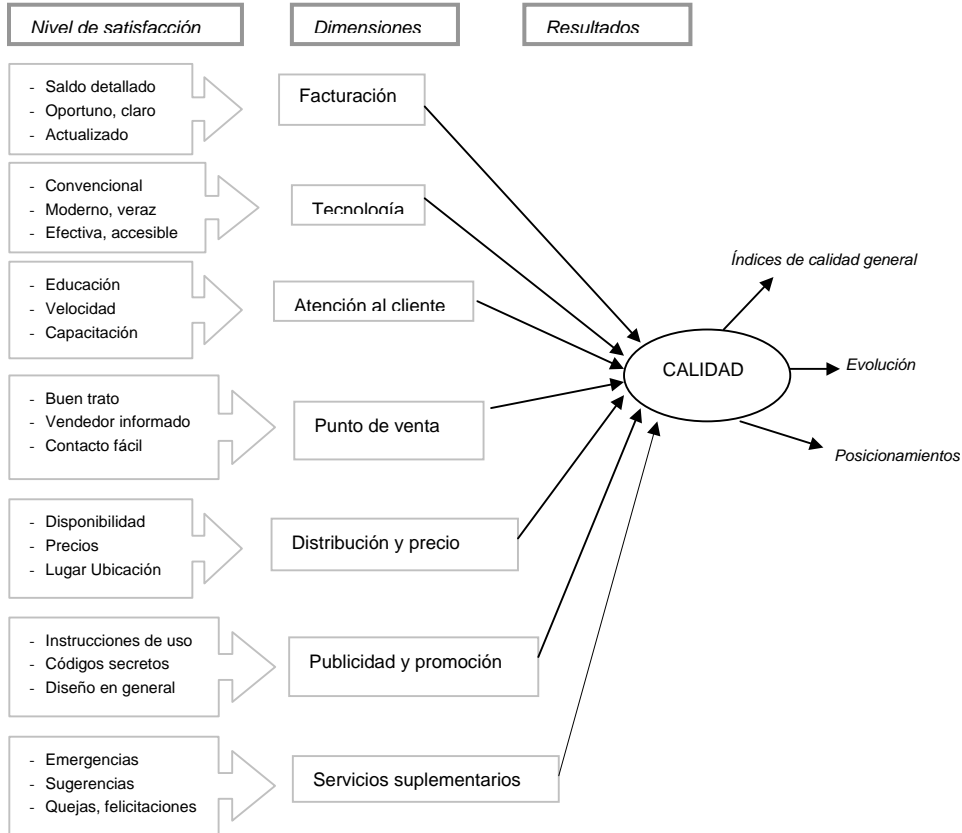 Nivel de satisfacción
Dimensiones
Resultados
- Saldo detallado
- Oportuno, claro
- Actualizado
Facturación
- Convencional
- Moderno, veraz
- Efectiva, accesible
Tecnología
- Educación
- Velocidad
- Capacitación
Atención al cliente
- Buen trato
- Vendedor informado
- Contacto fácil
Punto de venta
- Disponibilidad
- Precios
- Lugar Ubicación
Distribución y precio
- Instrucciones de uso
- Códigos secretos
- Diseño en general
Publicidad y promoción
- Emergencias
- Sugerencias
- Quejas, felicitaciones
Servicios suplementarios
CALIDAD
Índices de calidad general
Evolución
Posicionamientos